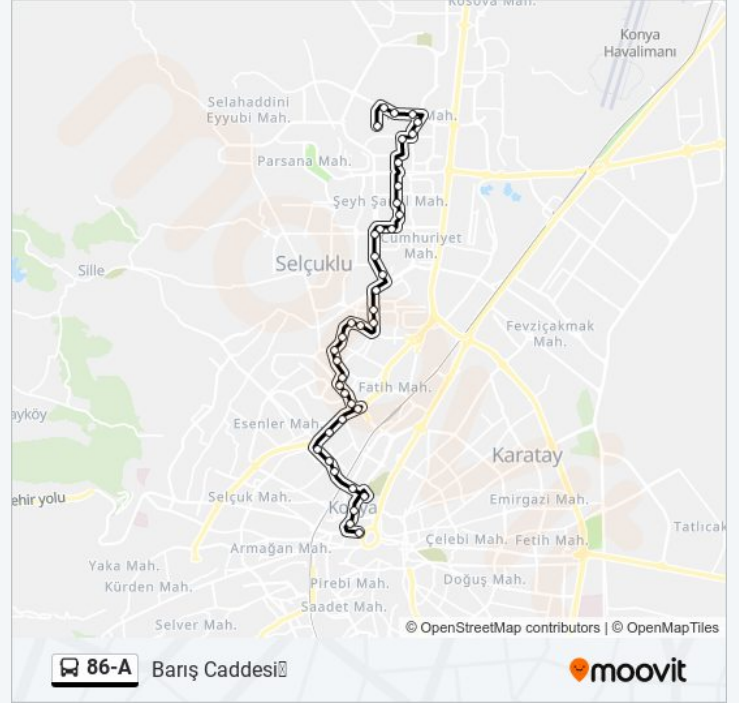 Kosova Mah.
Konya
Havalimanı
Selahaddini
Eyyubi Mah.
Mah.
Parsana Mah.
Şeyh Şamil Mah.
Cumhuriyet
Mah.
Selçuklu
Sille
Fevziçakmak
Mah.
Fatih Mah.
ayköy
Esenler Mah.
Karatay
ehir yolu
Selçuk Mah.
Konya
Emirgazi Mah.
Tatlıcak
Armağan Mah.
Çelebi Mah.
Fetih Mah.
Yaka Mah.
Kürden Mah.
Pirebi Mah.
Doğuş Mah.
Saadet Mah.
Selver Mah.
© OpenStreetMap contributors | © OpenMapTiles
86-A Barış Caddesi
moovit